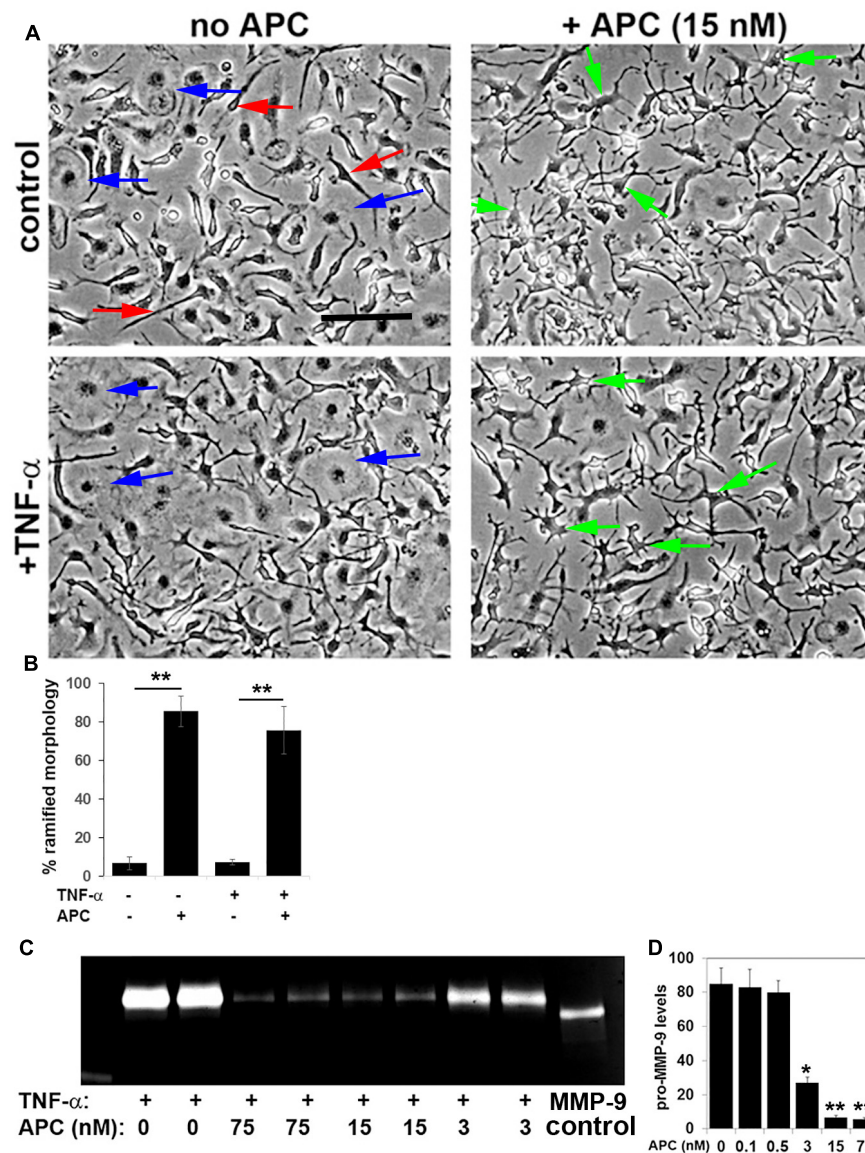 A
no APC
+ APC (15 nM)
control
+TNF-α
B
% ramified morphology
100
80
60
40
20
0
**
**
TNF-α - - + +
APC - + - +
C
TNF-α: + + + + + + + + MMP-9
APC (nM): 0 0 75 75 15 15 3 3 control
D
pro-MMP-9 levels
100
80
60
40
20
0
*
**
**
APC (nM) 0 0.1 0.5 3 15 7